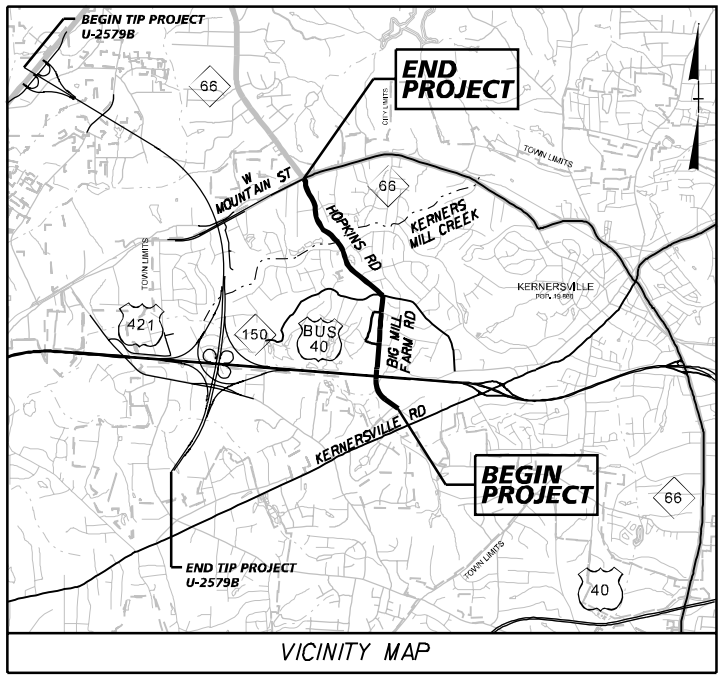 BEGIN TIP PROJECT
U-2579B
66
END
PROJECT
CITY LIMITS
TOWN LIMITS
W
MOUNTAIN ST
66
HOPKINS RD
KERNERS
MILL CREEK
TOWN LIMITS
KERNERSVILLE
421
150
BUS
40
BIG MILL
FARM RD
KERNERSVILLE RD
BEGIN
PROJECT
66
TOWN LIMITS
END TIP PROJECT
U-2579B
40
VICINITY MAP